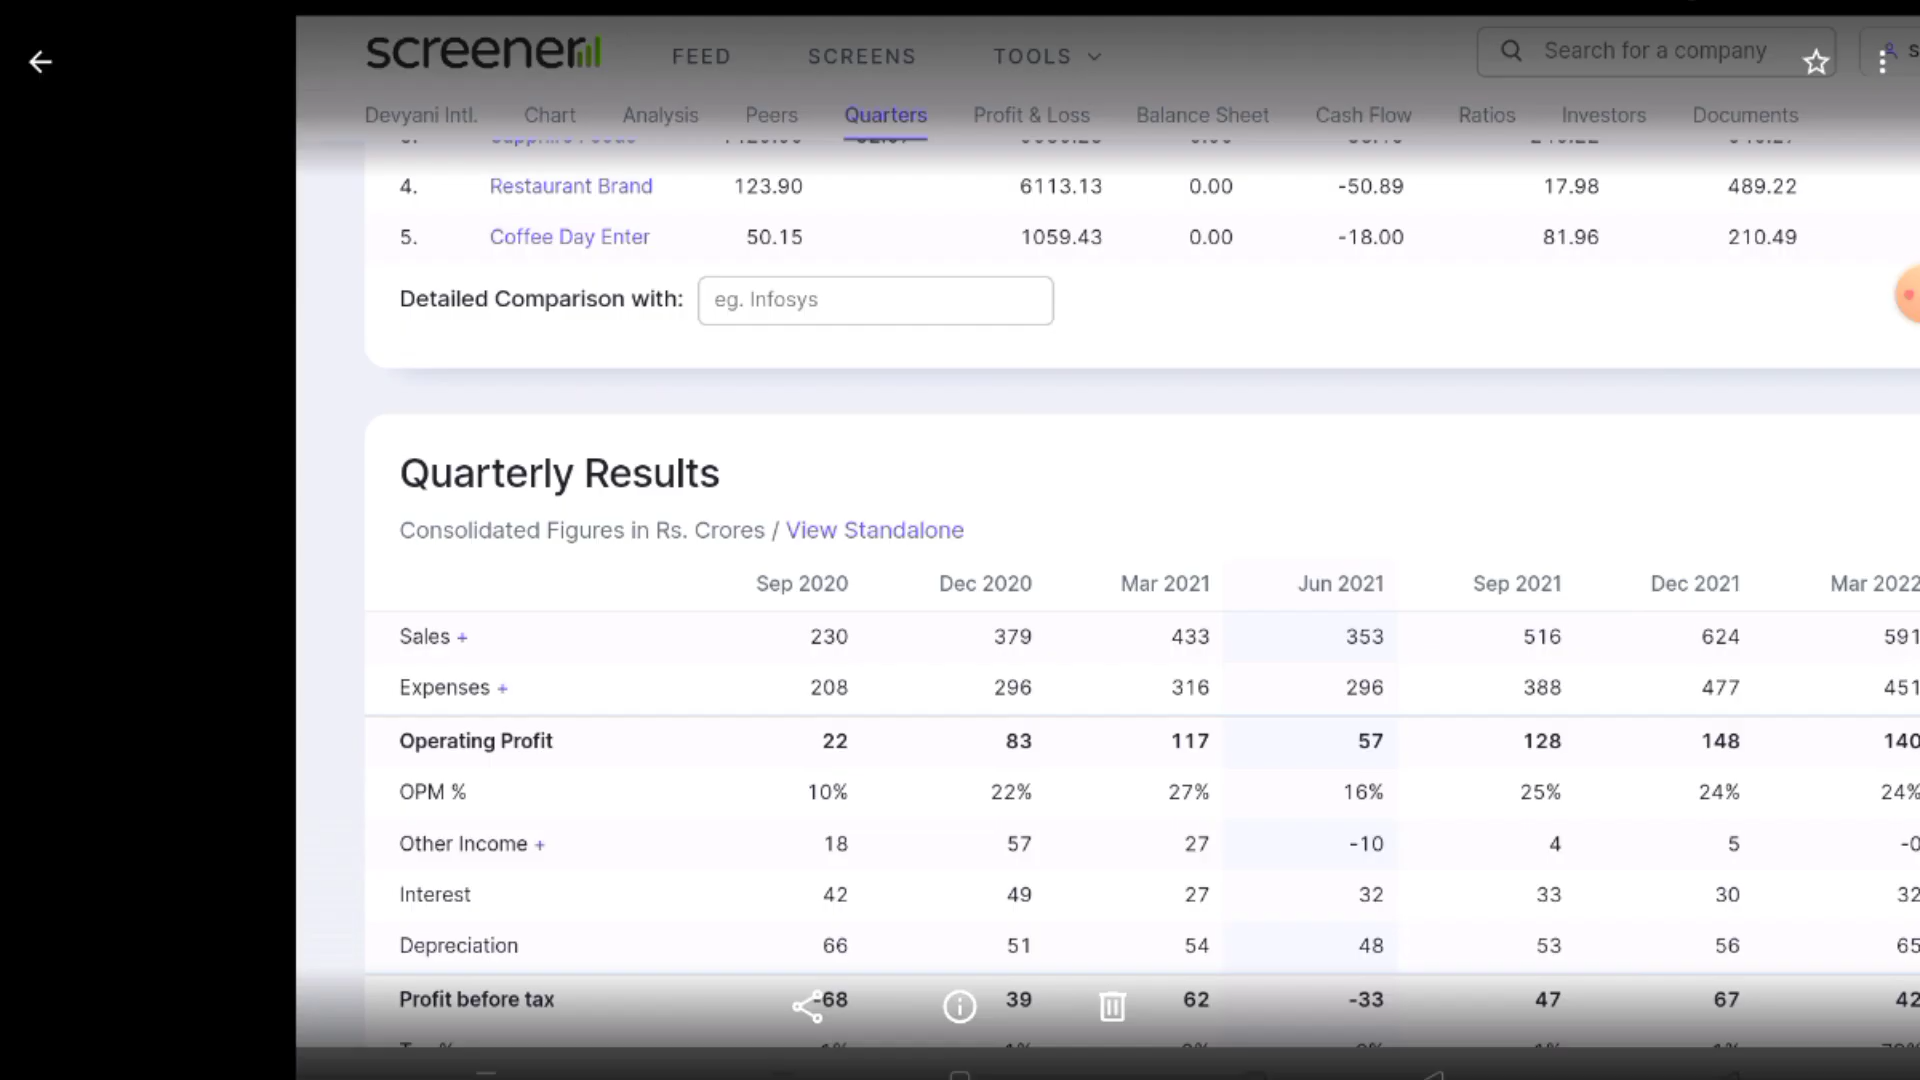 screener FEED SCREENS TOOLS Search for a company
Devyani Intl. Chart Analysis Peers Quarters Profit & Loss Balance Sheet Cash Flow Ratios Investors Documents
4. Restaurant Brand 123.90 6113.13 0.00 -50.89 17.98 489.22
5. Coffee Day Enter 50.15 1059.43 0.00 -18.00 81.96 210.49
Detailed Comparison with: eg. Infosys
Quarterly Results
Consolidated Figures in Rs. Crores / View Standalone
Sep 2020 Dec 2020 Mar 2021 Jun 2021 Sep 2021 Dec 2021 Mar 2022
Sales + 230 379 433 353 516 624 591
Expenses + 208 296 316 296 388 477 451
Operating Profit 22 83 117 57 128 148 140
OPM % 10% 22% 27% 16% 25% 24% 24%
Other Income + 18 57 27 -10 4 5 -0
Interest 42 49 27 32 33 30 32
Depreciation 66 51 54 48 53 56 65
Profit before tax -68 39 62 -33 47 67 42